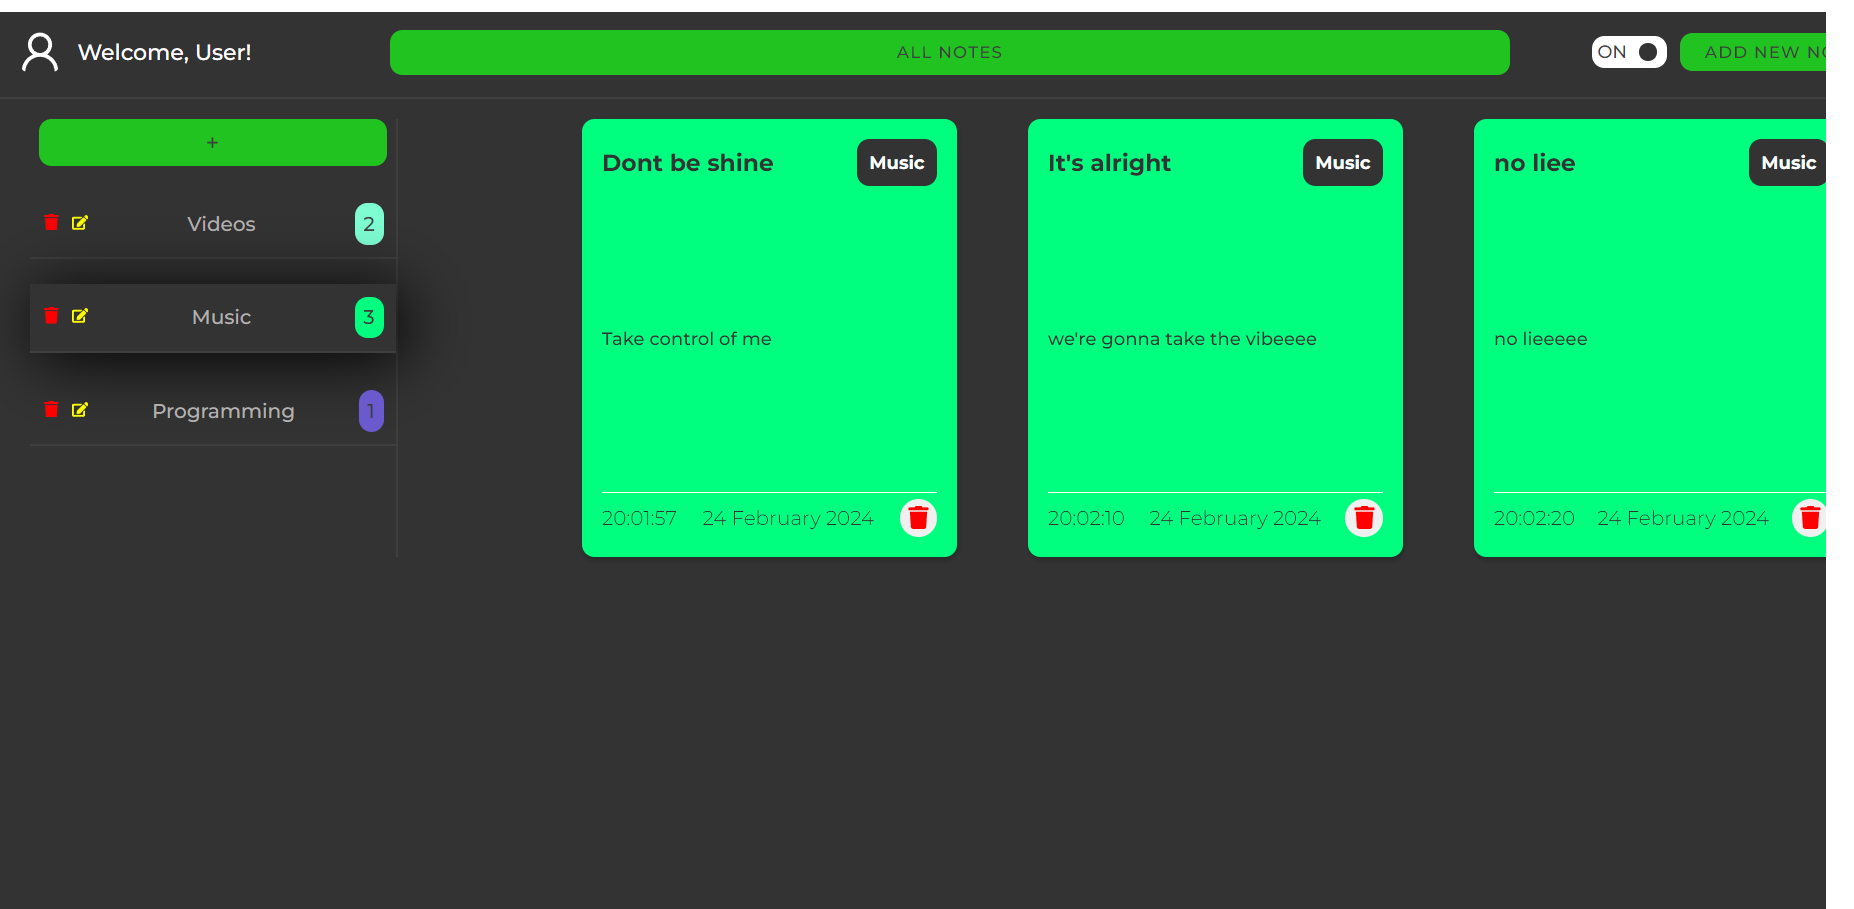 Welcome, User!
ALL NOTES
ON
ADD NEW
+
Videos
2
Music
3
Programming
1
Dont be shine
Music
Take control of me
20:01:57 24 February 2024
It's alright
Music
we're gonna take the vibeeee
20:02:10 24 February 2024
no liee
Music
no lieeeee
20:02:20 24 February 2024